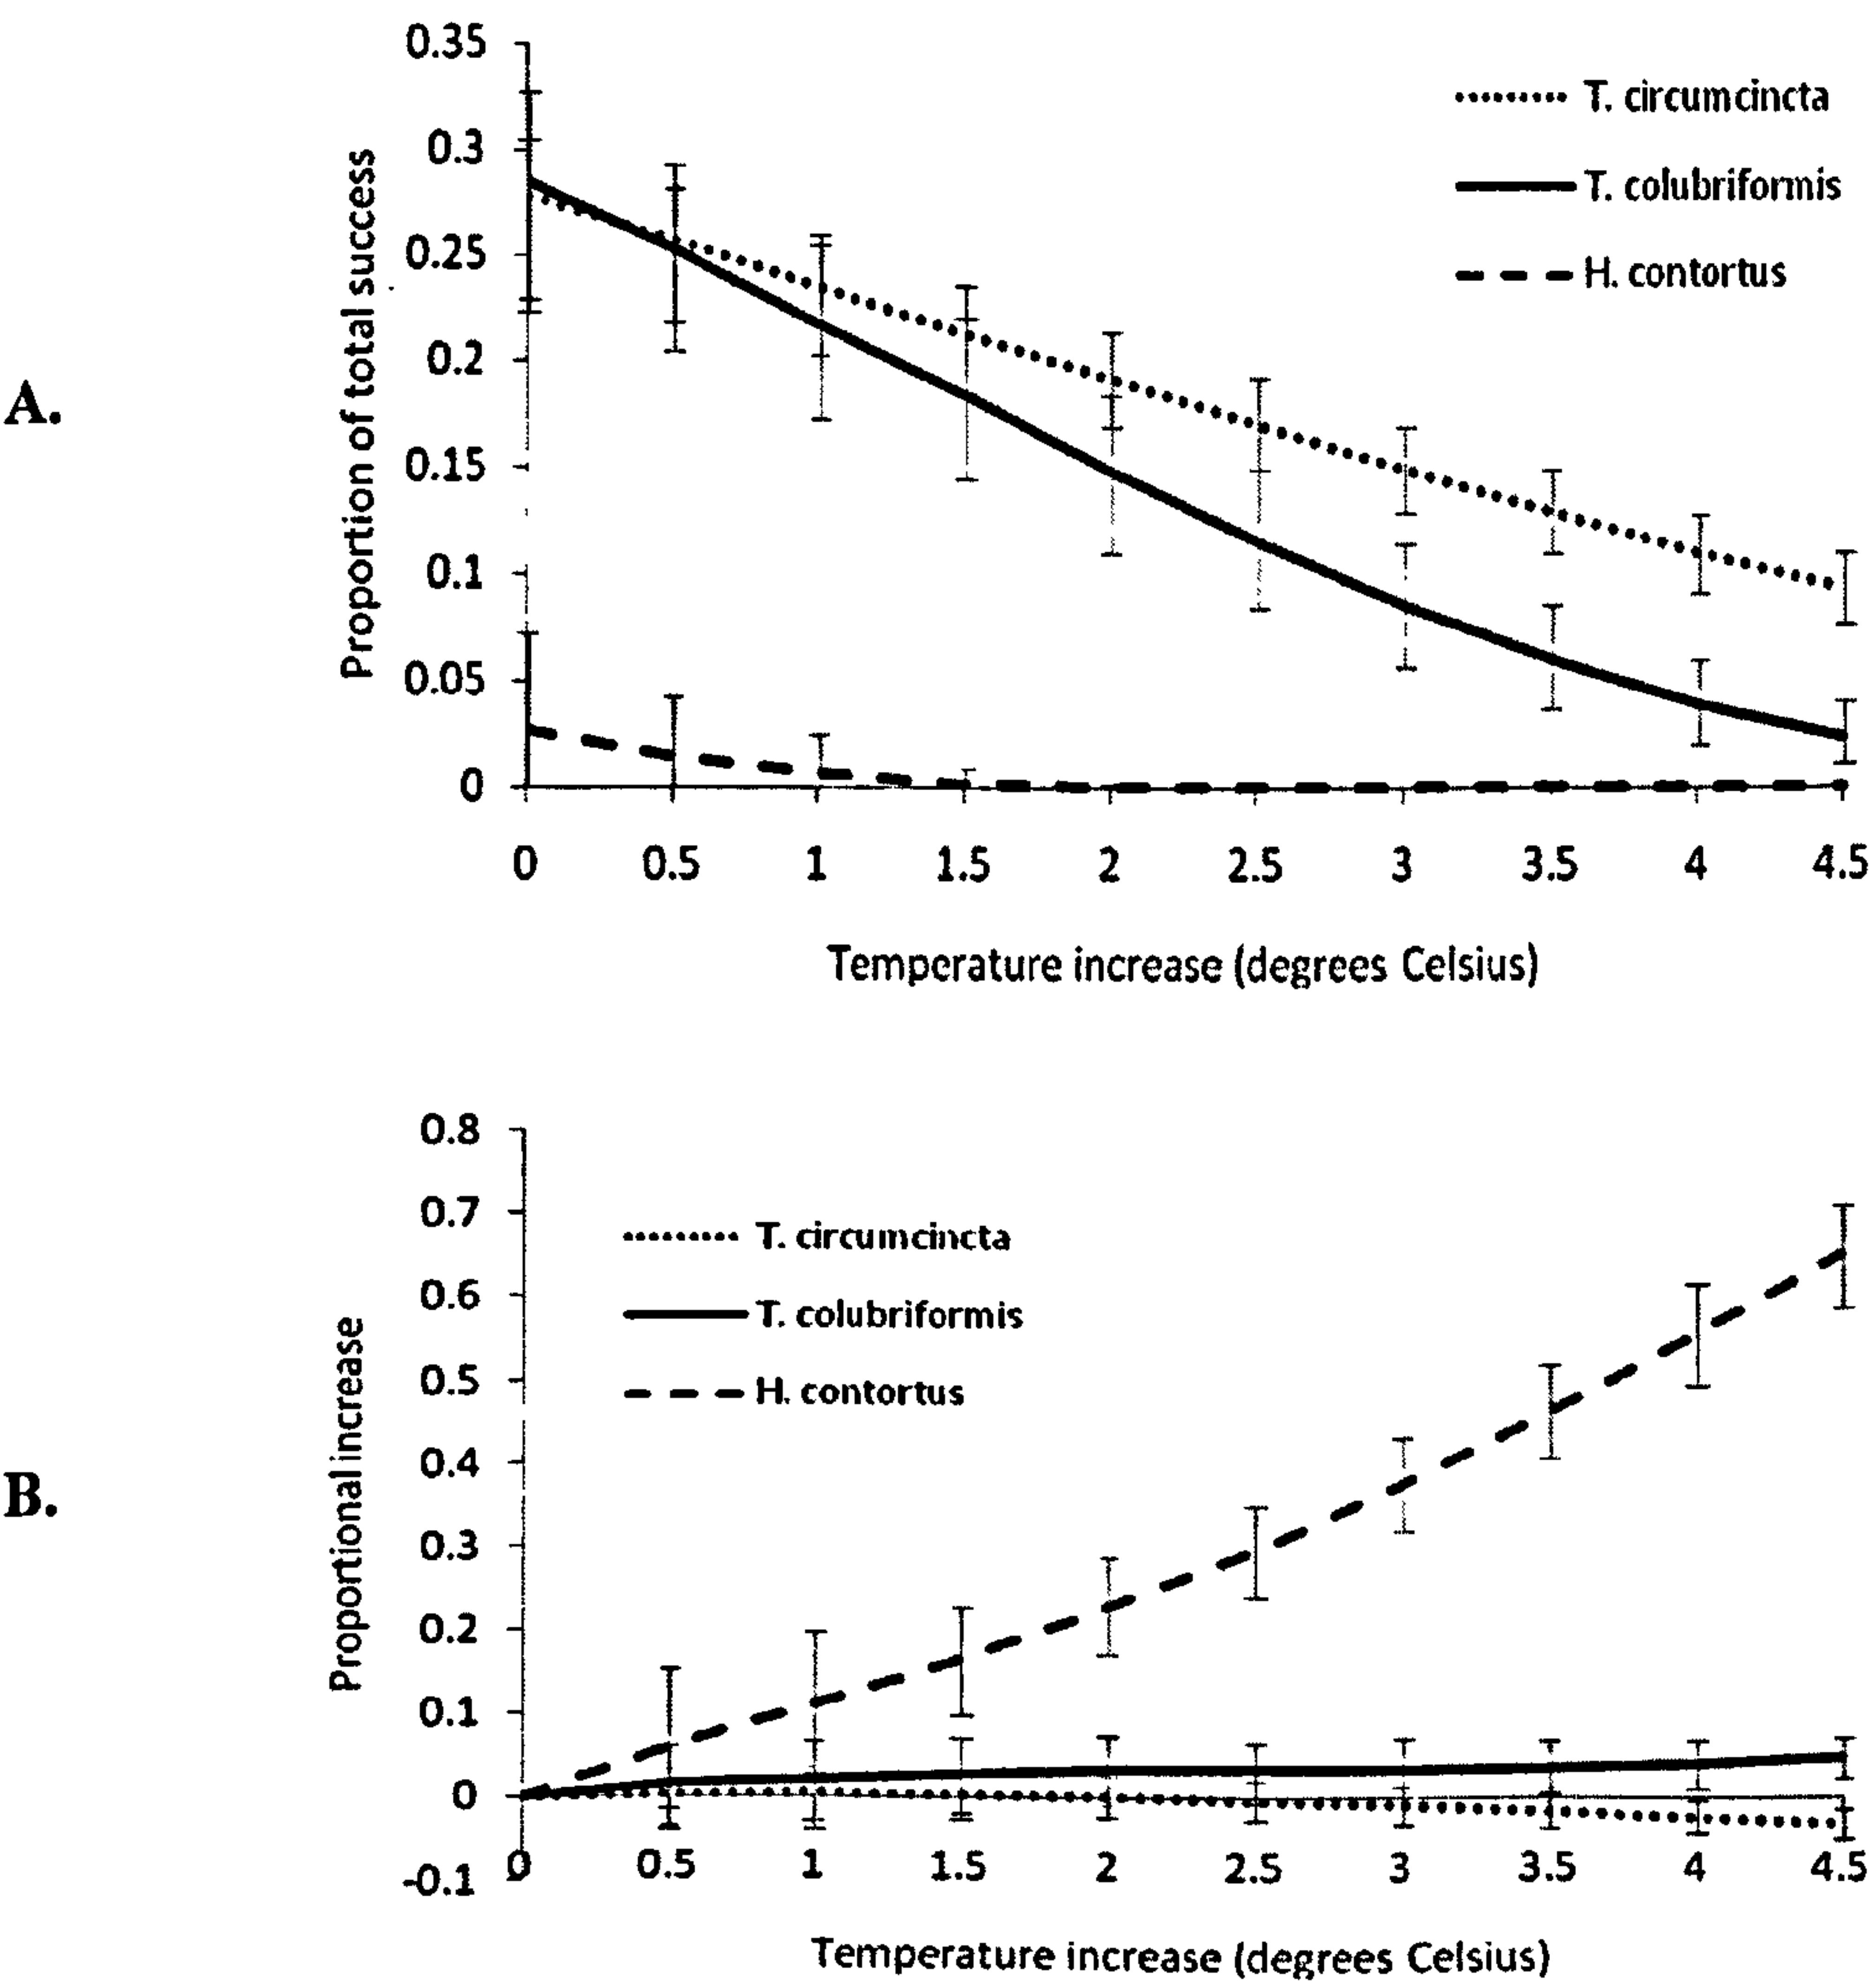 A.
Proportion of total success
0.35
0.3
0.25
0.2
0.15
0.1
0.05
0
T. circumcincta
T. colubriformis
H. contortus
0 0.5 1 1.5 2 2.5 3 3.5 4 4.5
Temperature increase (degrees Celsius)
B.
Proportional increase
0.8
0.7
0.6
0.5
0.4
0.3
0.2
0.1
0
-0.1
T. circumcincta
T. colubriformis
H. contortus
0 0.5 1 1.5 2 2.5 3 3.5 4 4.5
Temperature increase (degrees Celsius)